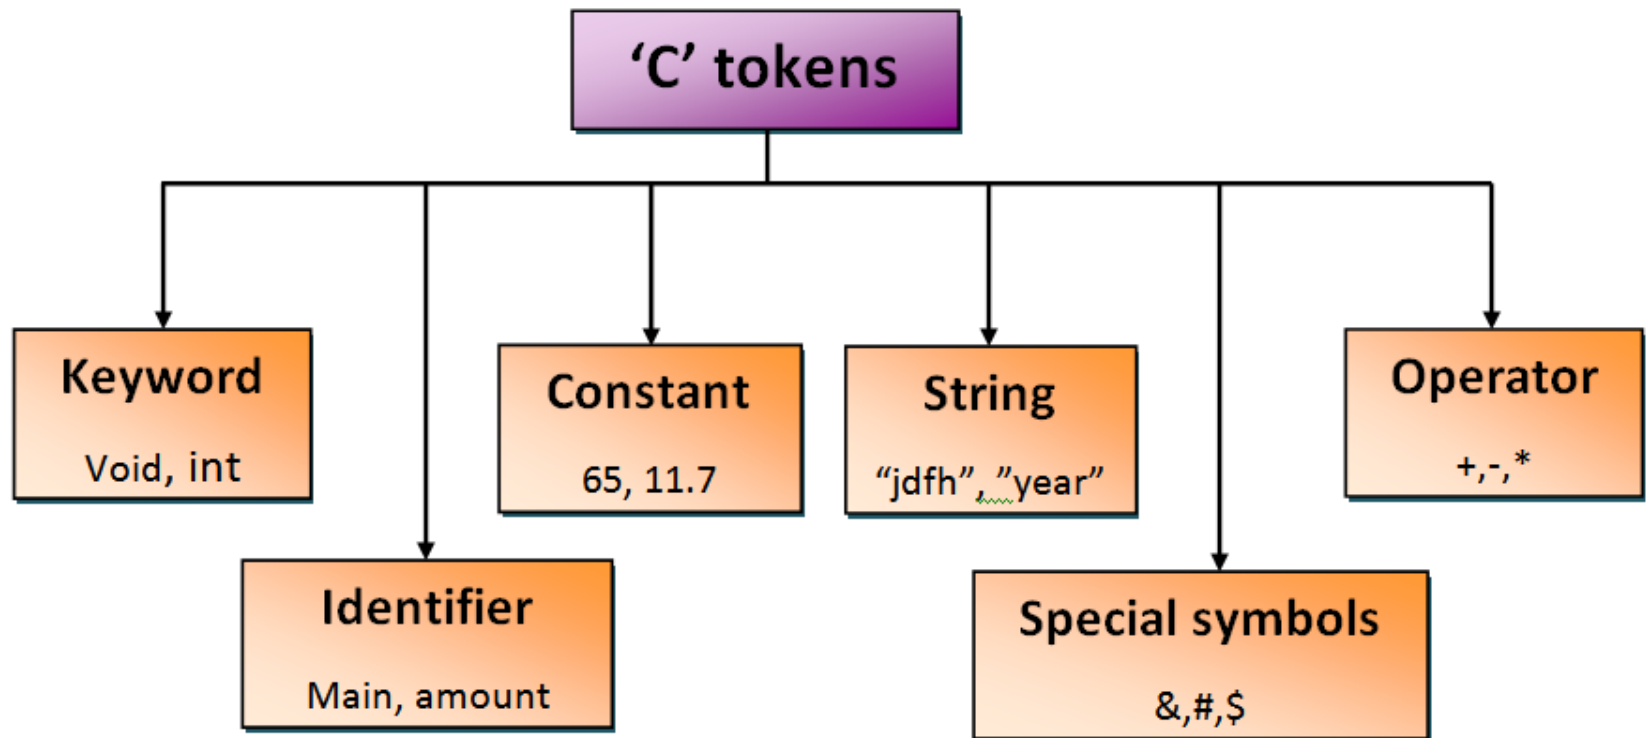 ‘C’ tokens
Keyword
Void, int
Identifier
Main, amount
Constant
65, 11.7
String
“jdfh”, ”year”
Special symbols
&,#,$
Operator
+,-,*